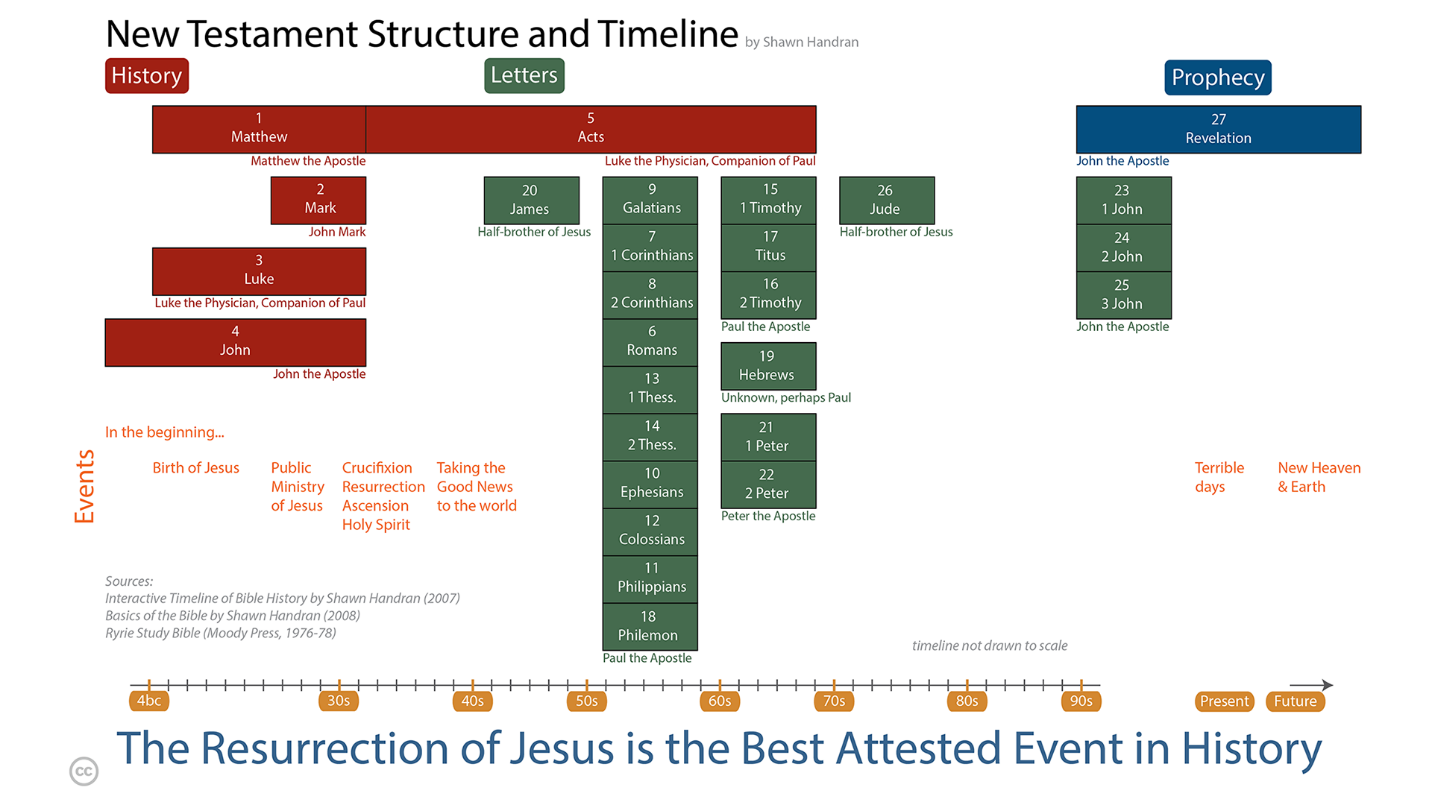 New Testament Structure and Timeline by Shawn Handran
History
Letters
Prophecy
1
Matthew
Matthew the Apostle
5
Acts
Luke the Physician, Companion of Paul
27
Revelation
John the Apostle
2
Mark
John Mark
3
Luke
Luke the Physician, Companion of Paul
4
John
John the Apostle
20
James
Half-brother of Jesus
9
Galatians
7
1 Corinthians
8
2 Corinthians
6
Romans
13
1 Thess.
14
2 Thess.
10
Ephesians
12
Colossians
11
Philippians
18
Philemon
Paul the Apostle
15
1 Timothy
17
Titus
16
2 Timothy
Paul the Apostle
19
Hebrews
Unknown, perhaps Paul
21
1 Peter
22
2 Peter
Peter the Apostle
26
Jude
Half-brother of Jesus
23
1 John
24
2 John
25
3 John
John the Apostle
Events
In the beginning...
Birth of Jesus
Public
Ministry
of Jesus
Crucifixion
Resurrection
Ascension
Holy Spirit
Taking the
Good News
to the world
Terrible
days
New Heaven
& Earth
Sources:
Interactive Timeline of Bible History by Shawn Handran (2007)
Basics of the Bible by Shawn Handran (2008)
Ryrie Study Bible (Moody Press, 1976-78)
timeline not drawn to scale
4bc
30s
40s
50s
60s
70s
80s
90s
Present
Future
The Resurrection of Jesus is the Best Attested Event in History
cc